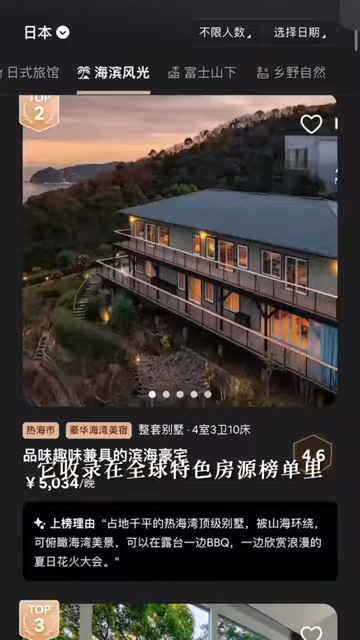 日本
不限人数
选择日期
日式旅馆
海滨风光
富士山下
乡野自然
TOP
2
热海市
豪华海湾美宿
整套别墅·4室3卫10床
品味趣味兼具的滨海豪宅
4.6
它收录在全球特色房源榜单里
¥5,034/晚
上榜理由 “占地千平的热海湾顶级别墅，被山海环绕，
可俯瞰海湾美景，可以在露台一边BBQ，一边欣赏浪漫的
夏日花火大会。”
TOP
3